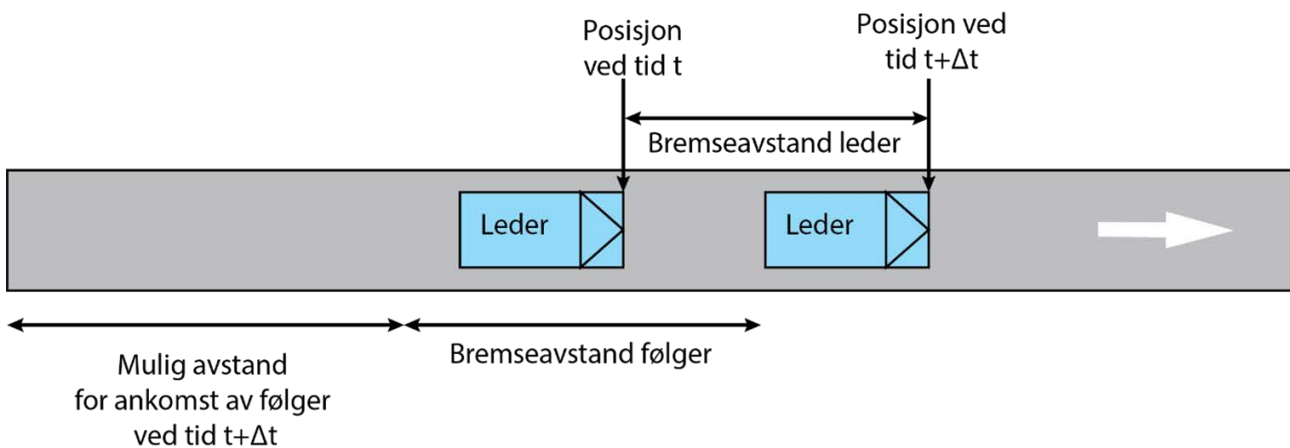 Posisjon
ved tid t
Posisjon ved
tid t+Δt
Bremseavstand leder
Leder
Leder
Bremseavstand følger
Mulig avstand
for ankomst av følger
ved tid t+Δt